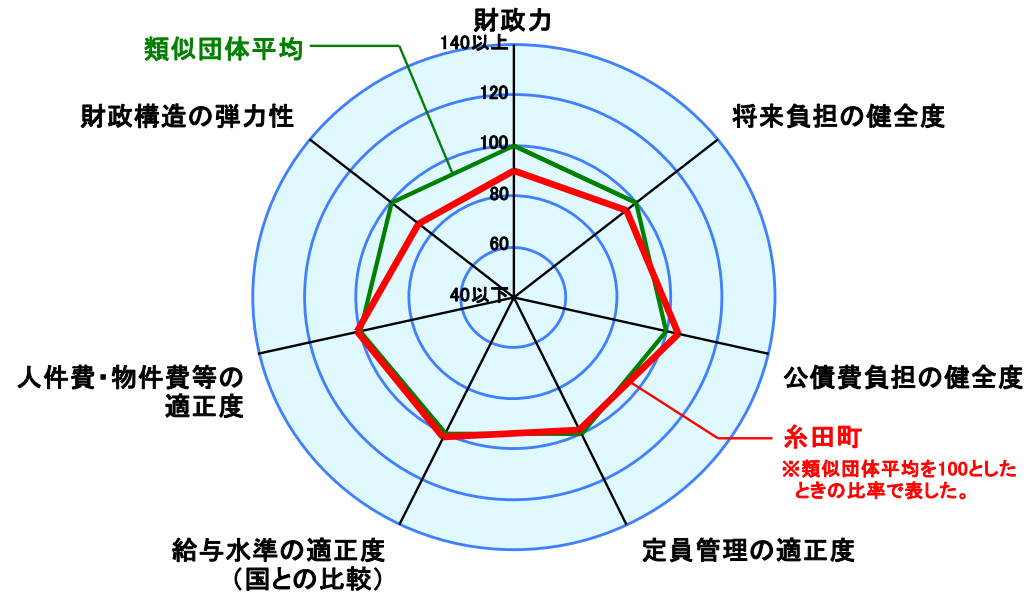 財政力
140以上
類似団体平均
120
財政構造の弾力性
将来負担の健全度
100
80
60
40以下
人件費・物件費等の
適正度
公債費負担の健全度
糸田町
※類似団体平均を100とした
ときの比率で表した。
給与水準の適正度
（国との比較）
定員管理の適正度